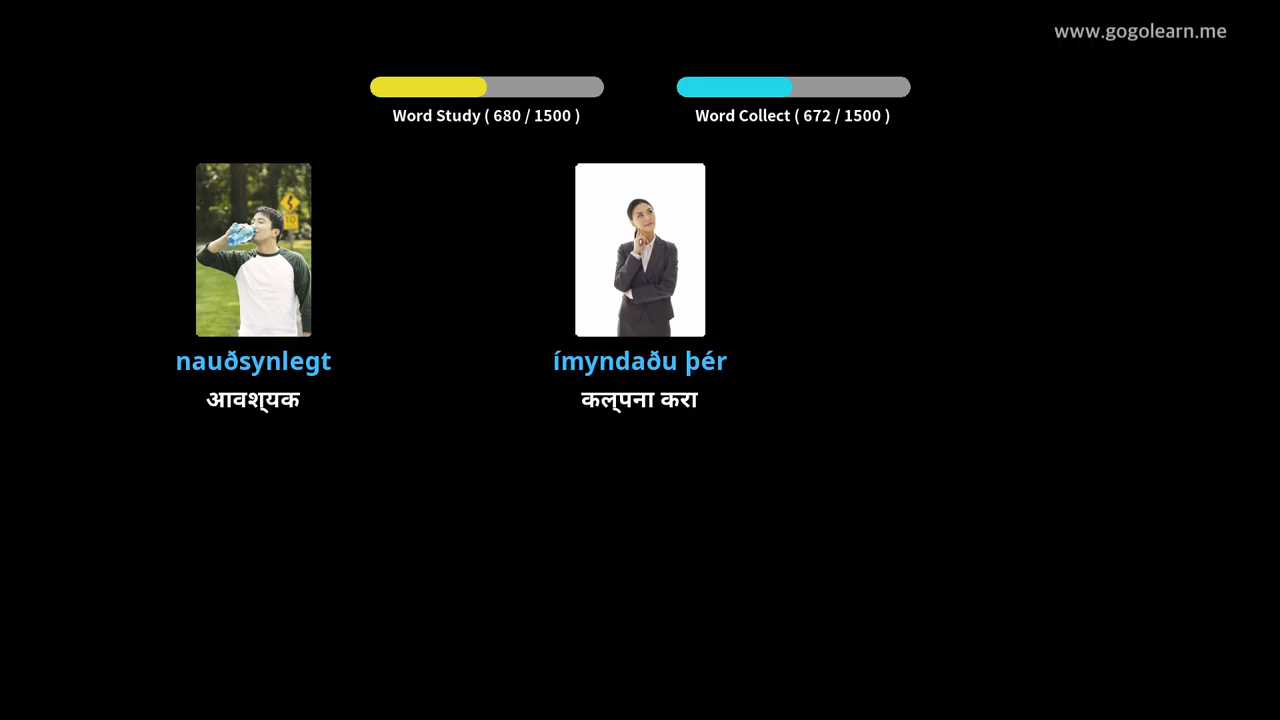 www.gogolearn.me
Word Study ( 680 / 1500 )
Word Collect ( 672 / 1500 )
nauðsynlegt
ímyndaðu þér
आवश्यक
कल्पना करा